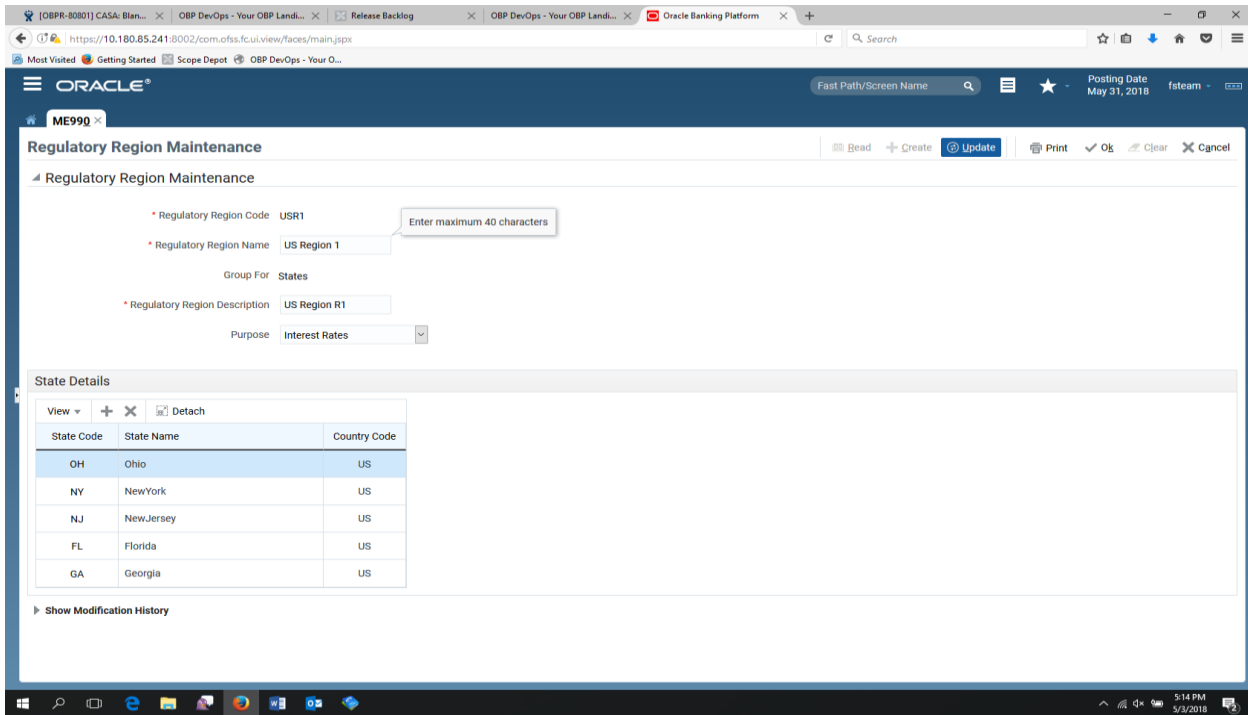 [OBPR-80801] CASA: Blan...
OBP DevOps - Your OBP Landi...
Release Backlog
OBP DevOps - Your OBP Landi...
Oracle Banking Platform
https://10.180.85.241:8002/com.ofss.fc.ui.view/faces/main.jspx
Search
Most Visited Getting Started Scope Depot OBP DevOps - Your O...
ORACLE®
Fast Path/Screen Name
Posting Date
May 31, 2018
fsteam
ME990
Regulatory Region Maintenance
Read Create Update Print Ok Clear Cancel
Regulatory Region Maintenance
* Regulatory Region Code USR1
Enter maximum 40 characters
* Regulatory Region Name US Region 1
Group For States
* Regulatory Region Description US Region R1
Purpose Interest Rates
State Details
View Detach
State Code State Name Country Code
OH Ohio US
NY NewYork US
NJ NewJersey US
FL Florida US
GA Georgia US
Show Modification History
5:14 PM
5/3/2018
2